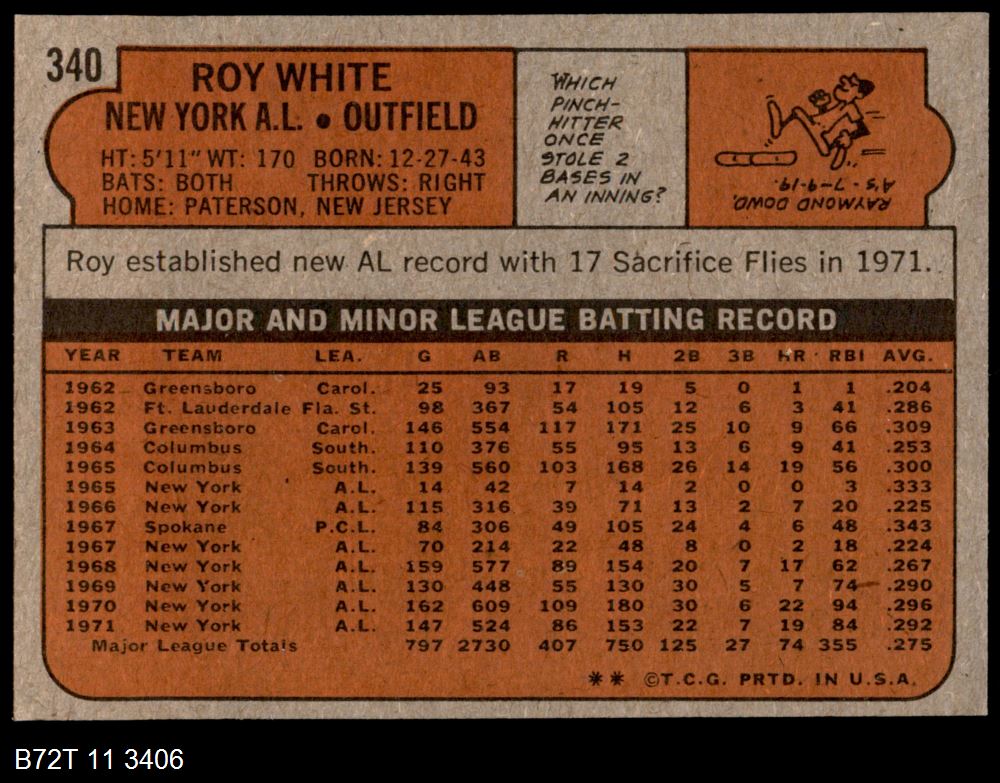 340
ROY WHITE
NEW YORK A.L. • OUTFIELD
HT: 5'11" WT: 170 BORN: 12-27-43
BATS: BOTH THROWS: RIGHT
HOME: PATERSON, NEW JERSEY
WHICH
PINCH-
HITTER
ONCE
STOLE 2
BASES IN
AN INNING?
RAYMOND DOWD,
A'S - 7-9-19.
Roy established new AL record with 17 Sacrifice Flies in 1971.
MAJOR AND MINOR LEAGUE BATTING RECORD
YEAR TEAM LEA. G AB R H 2B 3B HR RBI AVG.
1962 Greensboro Carol. 25 93 17 19 5 0 1 1 .204
1962 Ft. Lauderdale Fla. St. 98 367 54 105 12 6 3 41 .286
1963 Greensboro Carol. 146 554 117 171 25 10 9 66 .309
1964 Columbus South. 110 376 55 95 13 6 9 41 .253
1965 Columbus South. 139 560 103 168 26 14 19 56 .300
1965 New York A.L. 14 42 7 14 2 0 0 3 .333
1966 New York A.L. 115 316 39 71 13 2 7 20 .225
1967 Spokane P.C.L. 84 306 49 105 24 4 6 48 .343
1967 New York A.L. 70 214 22 48 8 0 2 18 .224
1968 New York A.L. 159 577 89 154 20 7 17 62 .267
1969 New York A.L. 130 448 55 130 30 5 7 74 .290
1970 New York A.L. 162 609 109 180 30 6 22 94 .296
1971 New York A.L. 147 524 86 153 22 7 19 84 .292
Major League Totals 797 2730 407 750 125 27 74 355 .275
** ©T.C.G. PRTD. IN U.S.A.
B72T 11 3406